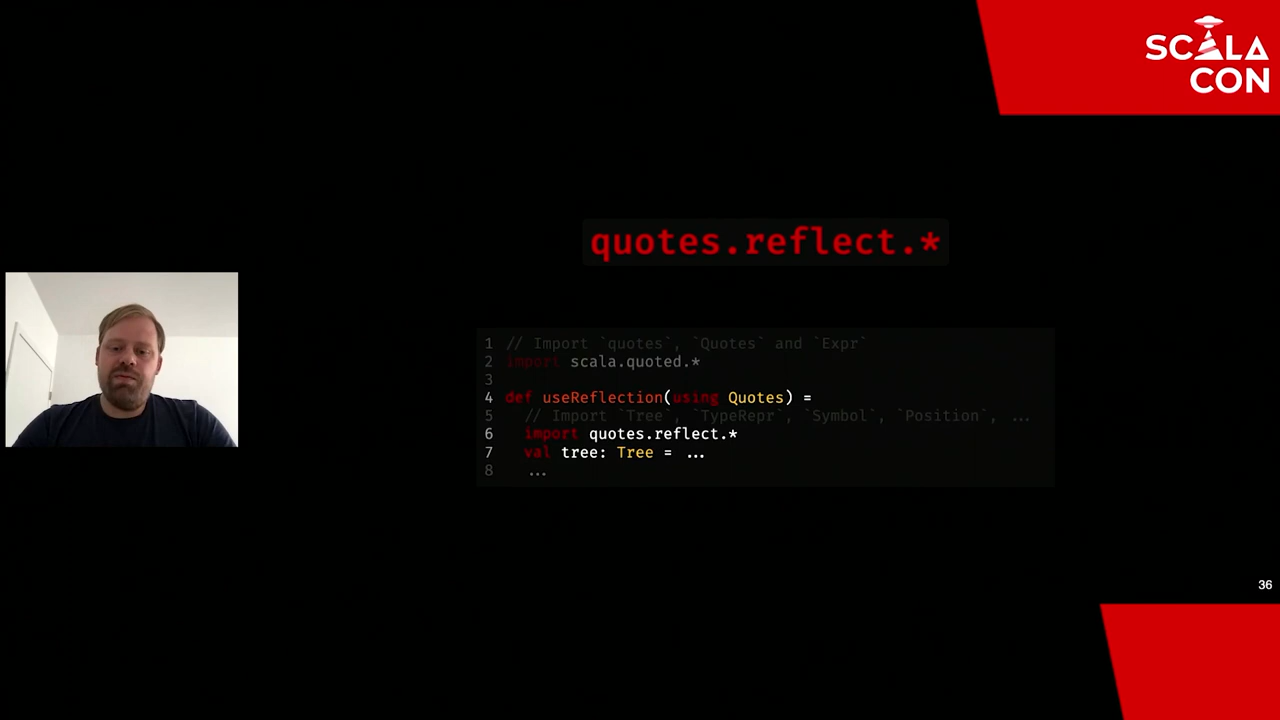 SCALA
CON
quotes.reflect.*
1 // Import `quotes`, `Quotes` and `Expr`
2 import scala.quoted.*
3
4 def useReflection(using Quotes) =
5 // Import `Tree`, `TypeRepr`, `Symbol`, `Position`, ...
6 import quotes.reflect.*
7 val tree: Tree = ...
8 ...
36